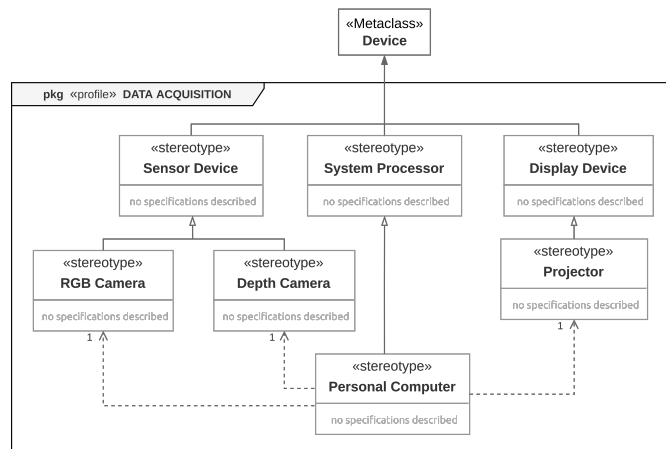 «Metaclass»
Device
pkg «profile» DATA ACQUISITION
«stereotype»
Sensor Device
no specifications described
«stereotype»
System Processor
no specifications described
«stereotype»
Display Device
no specifications described
«stereotype»
RGB Camera
no specifications described
«stereotype»
Depth Camera
no specifications described
«stereotype»
Projector
no specifications described
1
1
1
«stereotype»
Personal Computer
no specifications described